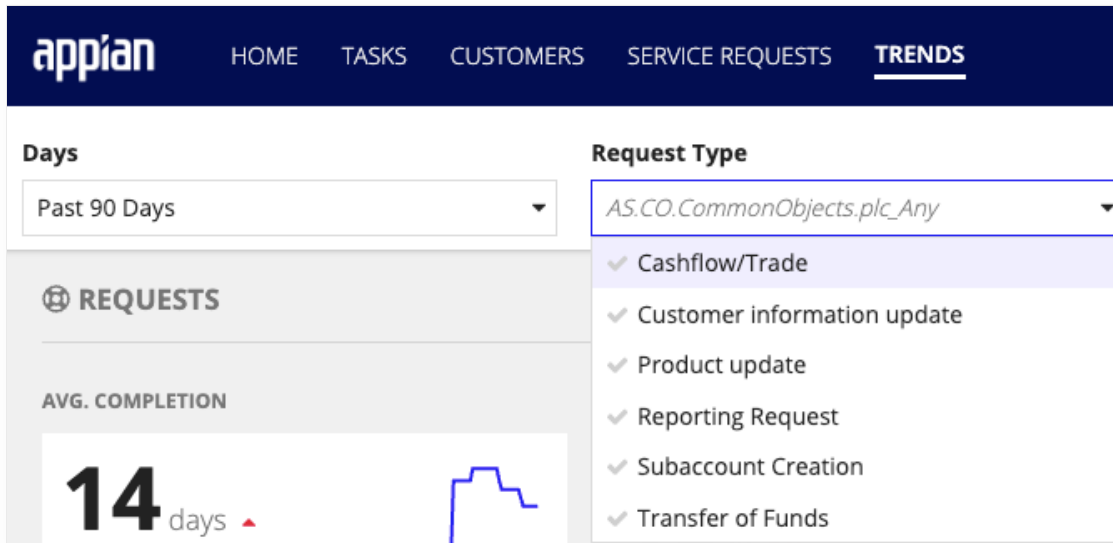 appian HOME TASKS CUSTOMERS SERVICE REQUESTS TRENDS
Days
Past 90 Days
Request Type
AS.CO.CommonObjects.plc_Any
Cashflow/Trade
Customer information update
Product update
Reporting Request
Subaccount Creation
Transfer of Funds
REQUESTS
AVG. COMPLETION
14 days